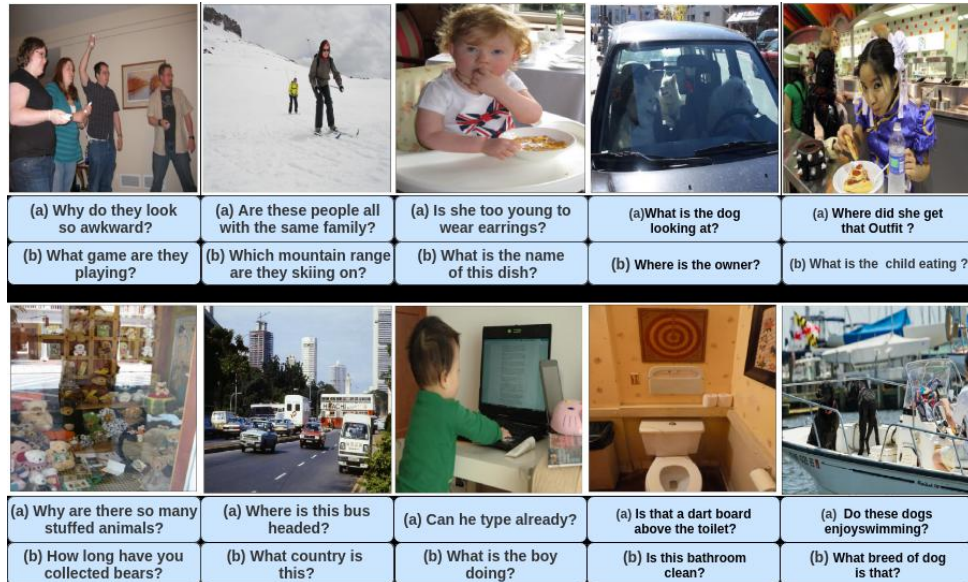 (a) Why do they look
so awkward?
(a) Are these people all
with the same family?
(a) Is she too young to
wear earrings?
(a)What is the dog
looking at?
(a) Where did she get
that Outfit ?
(b) What game are they
playing?
(b) Which mountain range
are they skiing on?
(b) What is the name
of this dish?
(b) Where is the owner?
(b) What is the child eating ?
HITACHI
(a) Why are there so many
stuffed animals?
(a) Where is this bus
headed?
(a) Can he type already?
(a) Is that a dart board
above the toilet?
(a) Do these dogs
enjoyswimming?
(b) How long have you
collected bears?
(b) What country is
this?
(b) What is the boy
doing?
(b) Is this bathroom
clean?
(b) What breed of dog
is that?